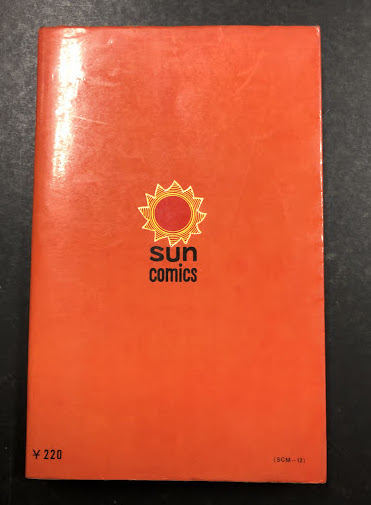 sun
comics
¥220
(SCM-12)